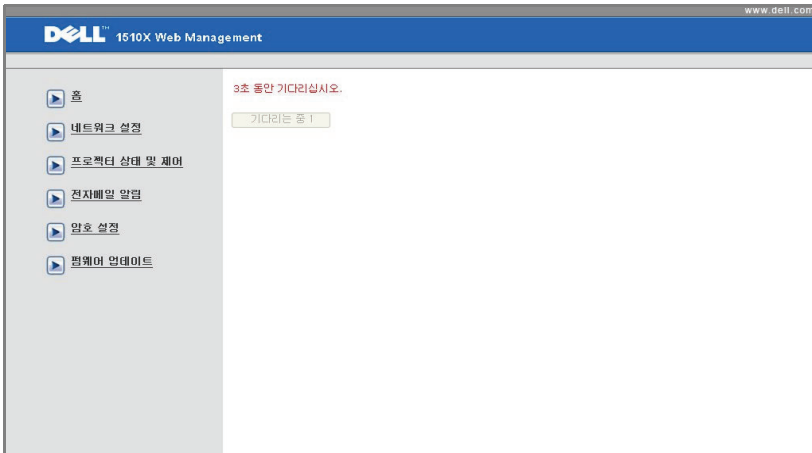 www.dell.com
DELL™ 1510X Web Management
홈
네트워크 설정
프로젝터 상태 및 제어
전자메일 알림
암호 설정
펌웨어 업데이트
3초 동안 기다리십시오.
기다리는 중 1